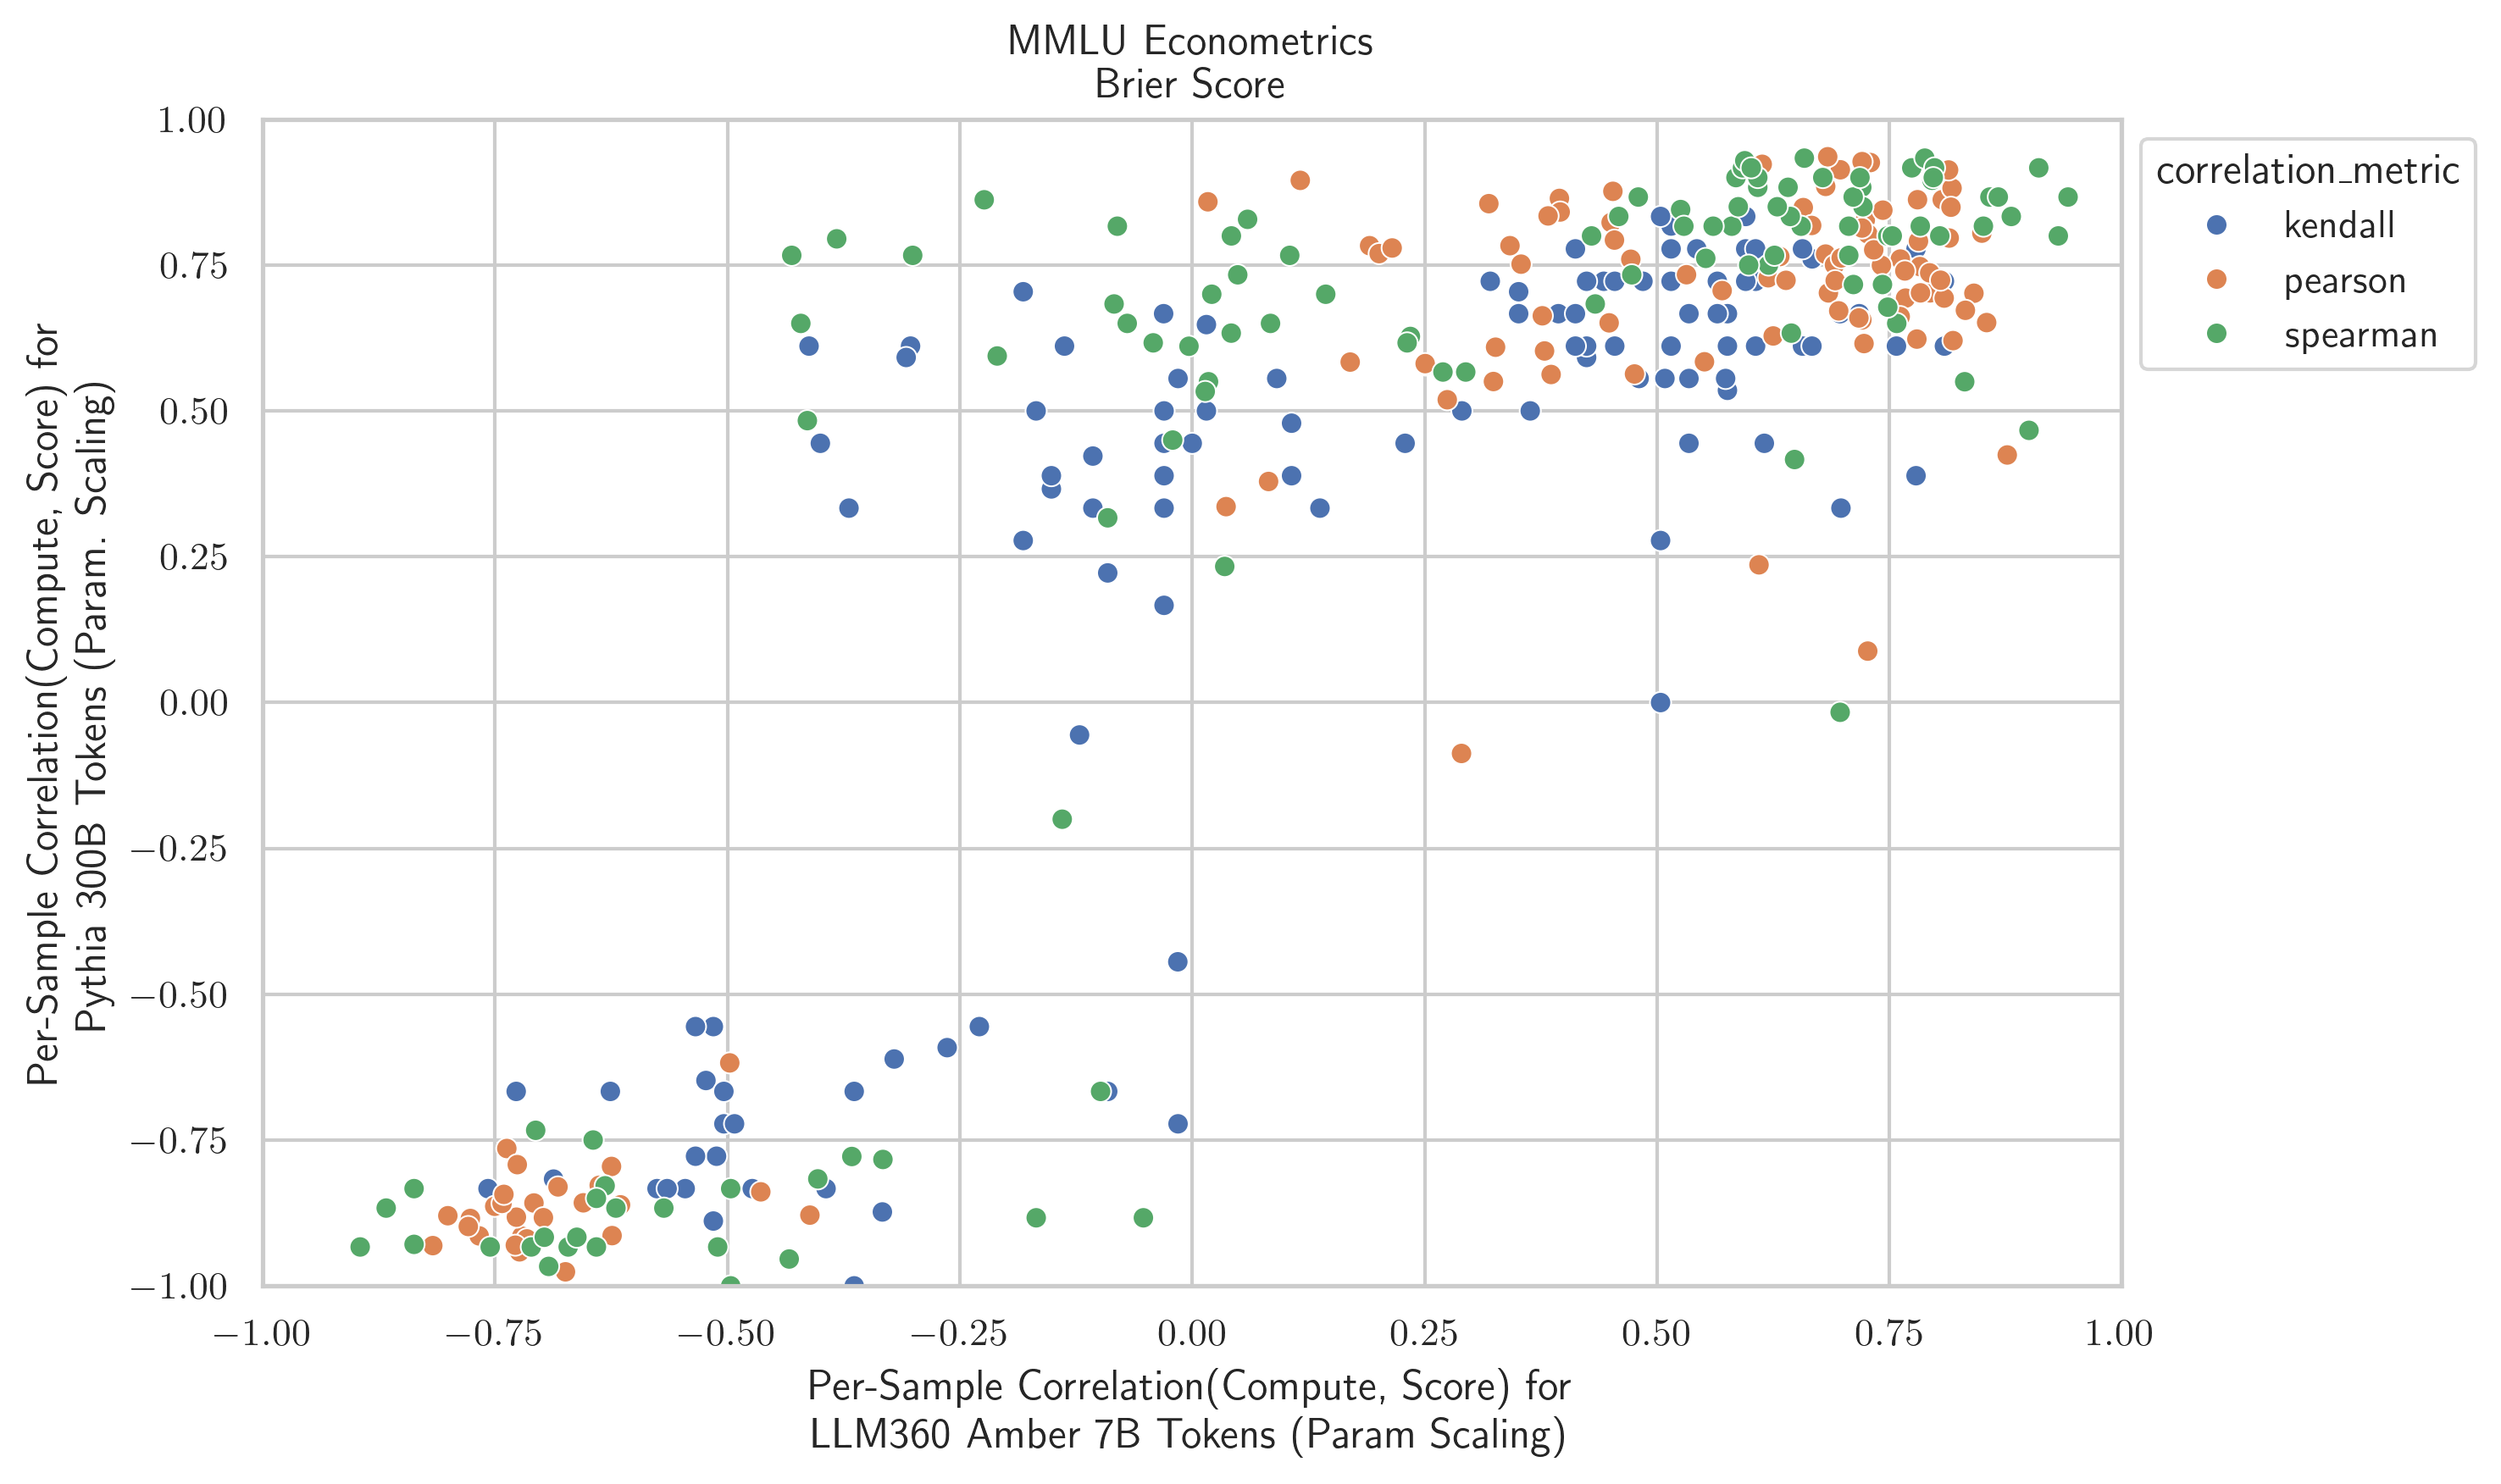 MMLU Econometrics
Brier Score
Per-Sample Correlation(Compute, Score) for
Pythia 300B Tokens (Param. Scaling)
1.00
0.75
0.50
0.25
0.00
−0.25
−0.50
−0.75
−1.00
−1.00 −0.75 −0.50 −0.25 0.00 0.25 0.50 0.75 1.00
Per-Sample Correlation(Compute, Score) for
LLM360 Amber 7B Tokens (Param Scaling)
correlation_metric
kendall
pearson
spearman